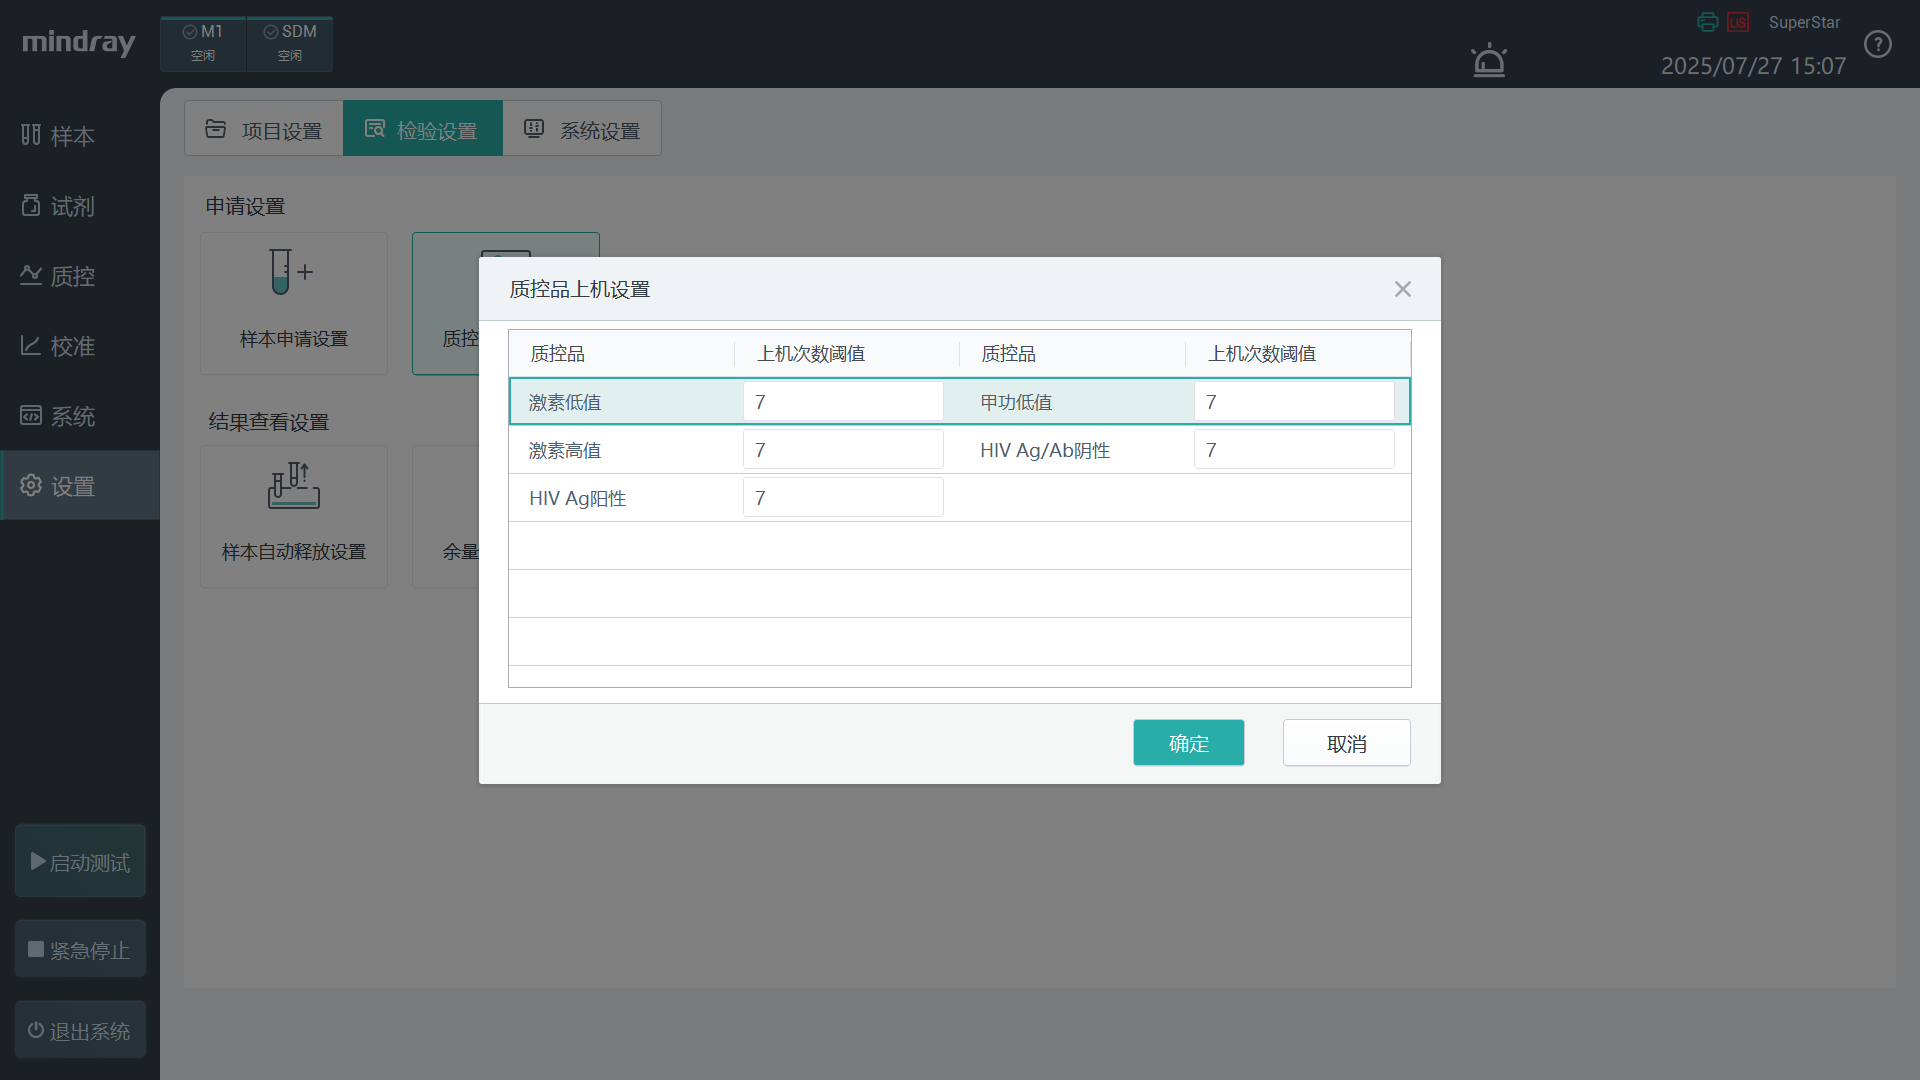 mindray
M1
空闲
SDM
空闲
LIS
SuperStar
2025/07/27 15:07
样本
试剂
质控
校准
系统
设置
启动测试
紧急停止
退出系统
项目设置
检验设置
系统设置
申请设置
样本申请设置
质控
结果查看设置
样本自动释放设置
余量
质控品上机设置
质控品 上机次数阈值 质控品 上机次数阈值
激素低值 7 甲功低值 7
激素高值 7 HIV Ag/Ab阴性 7
HIV Ag阳性 7
确定
取消